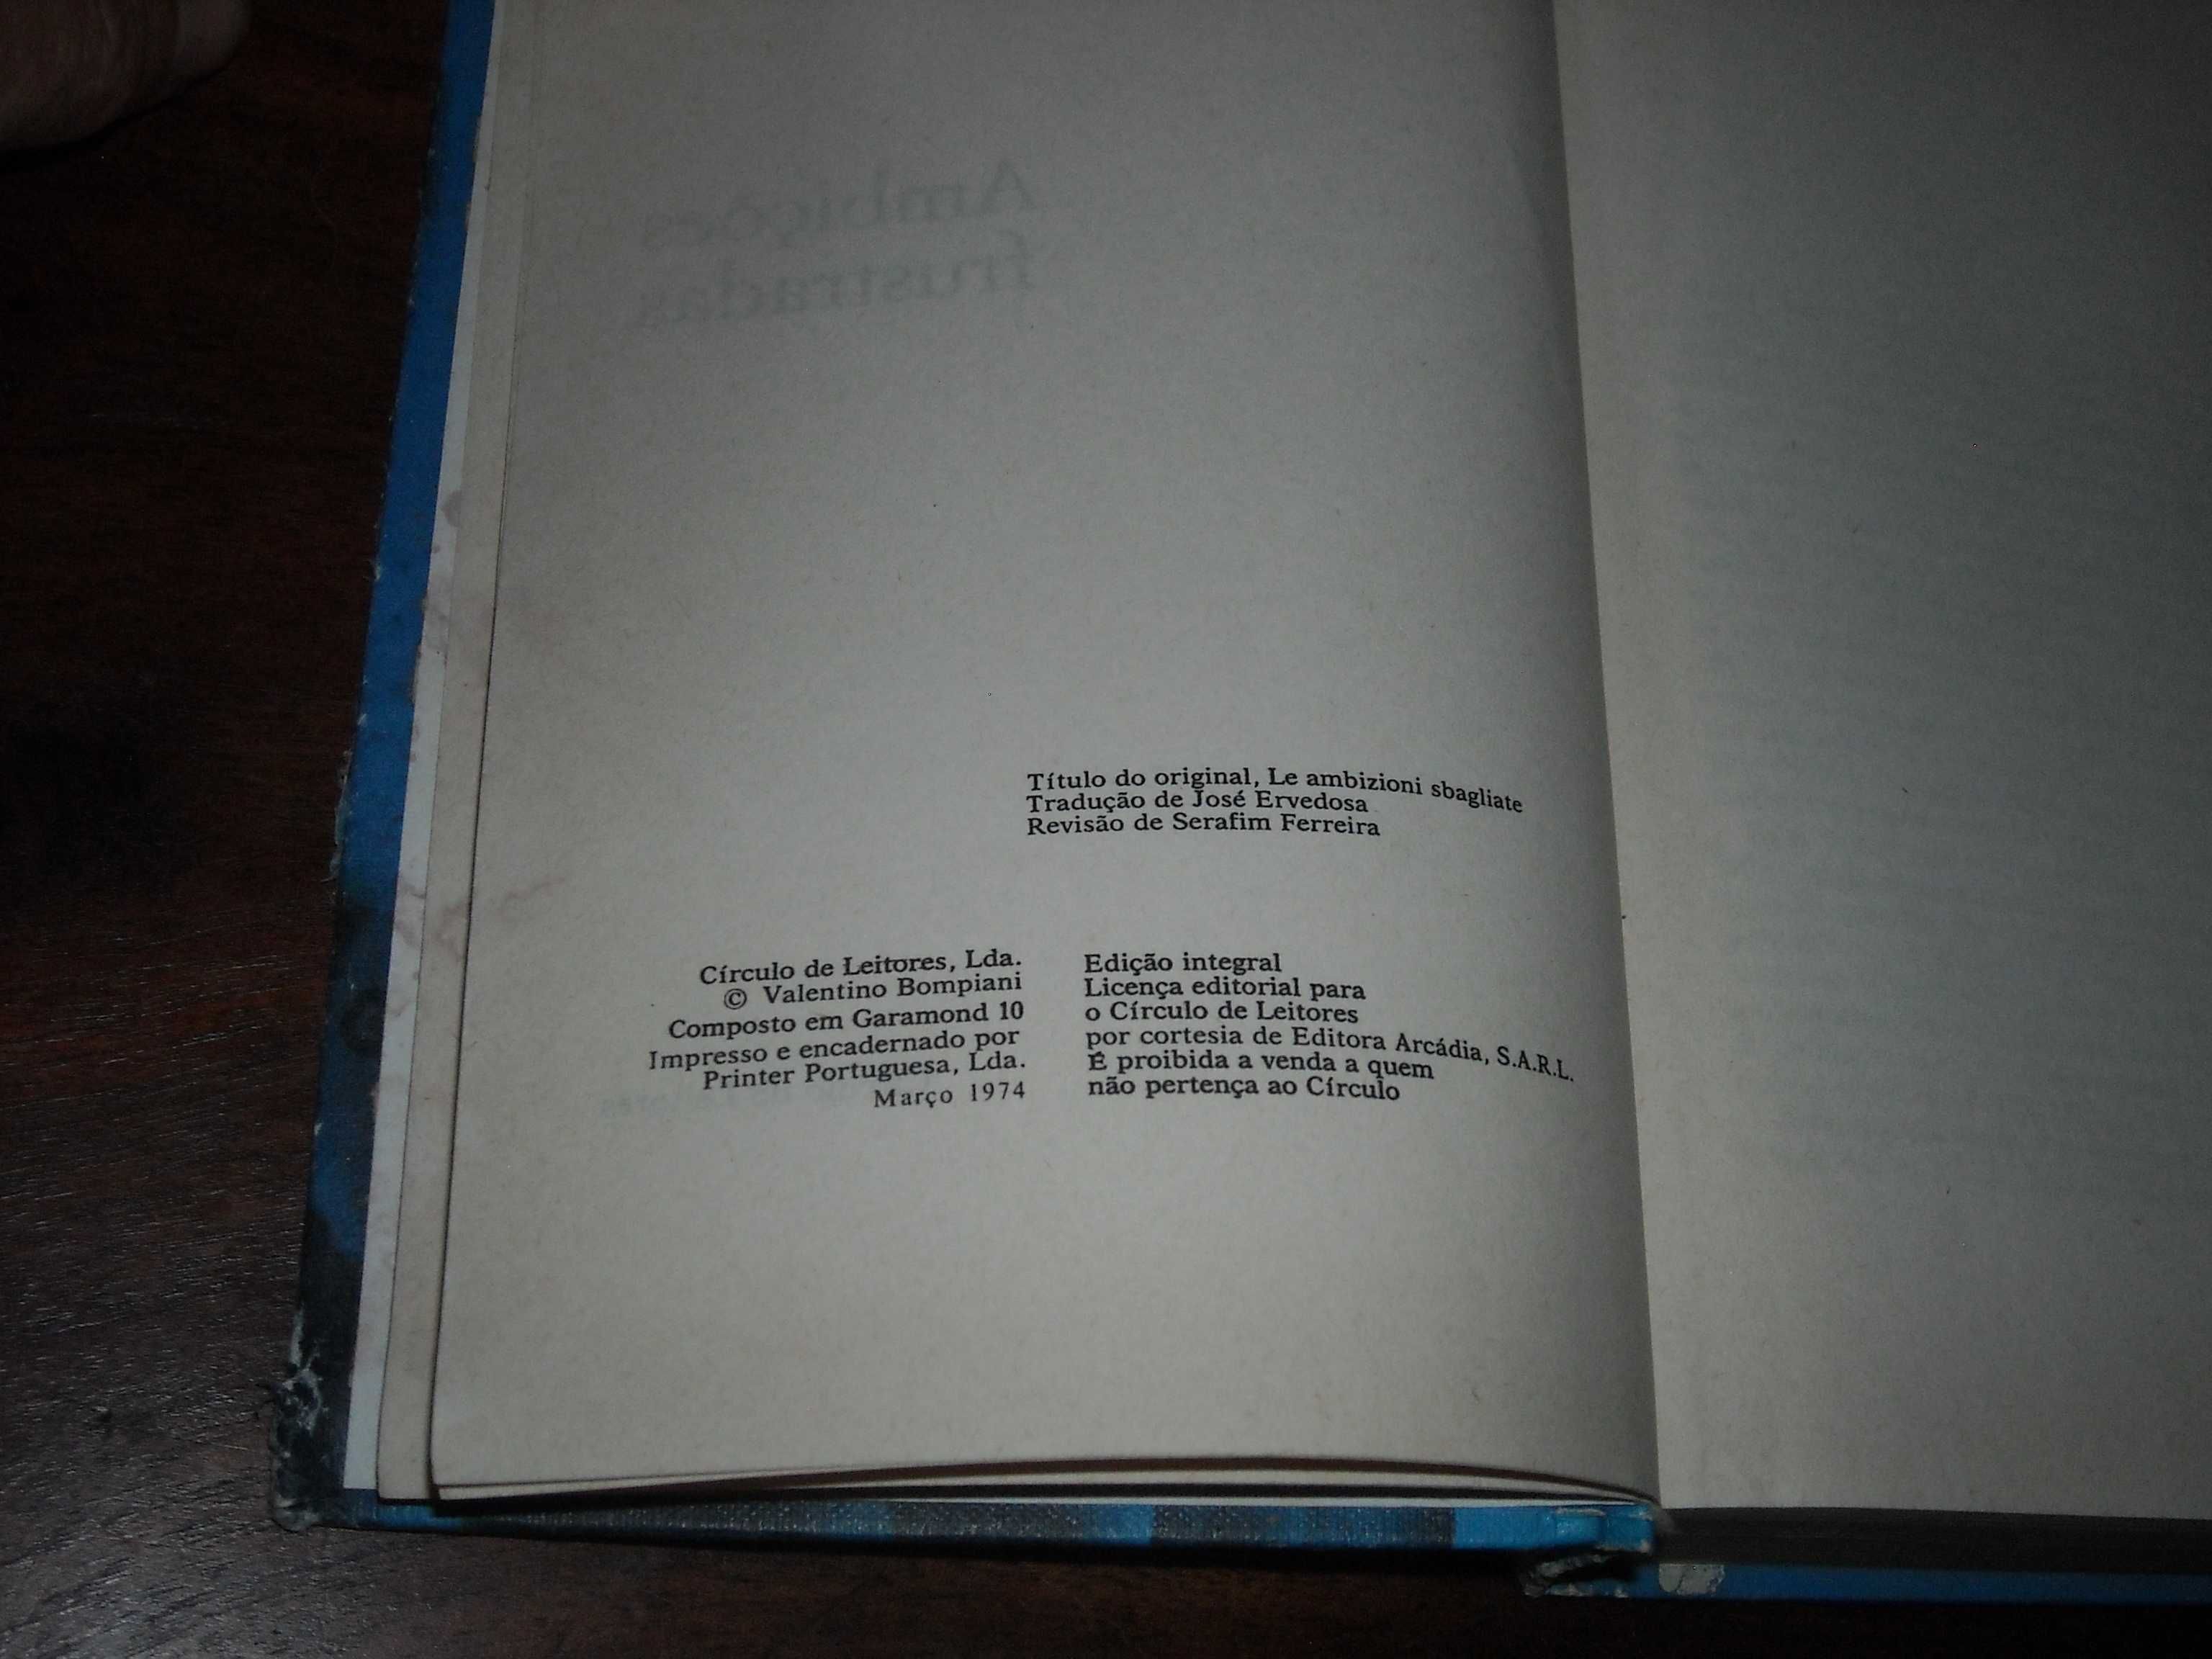 Ambições
frustradas
Título do original, Le ambizioni sbagliate
Tradução de José Ervedosa
Revisão de Serafim Ferreira
Círculo de Leitores, Lda.
© Valentino Bompiani
Composto em Garamond 10
Impresso e encadernado por
Printer Portuguesa, Lda.
Março 1974
Edição integral
Licença editorial para
o Círculo de Leitores
por cortesia de Editora Arcádia, S.A.R.L.
É proibida a venda a quem
não pertença ao Círculo